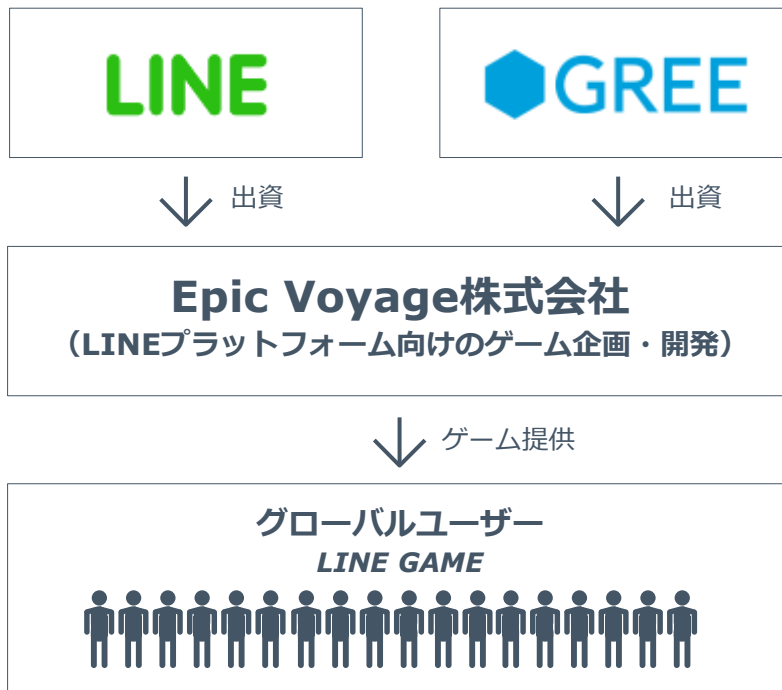 LINE
GREE
出資
出資
Epic Voyage株式会社
（LINEプラットフォーム向けのゲーム企画・開発）
ゲーム提供
グローバルユーザー
LINE GAME